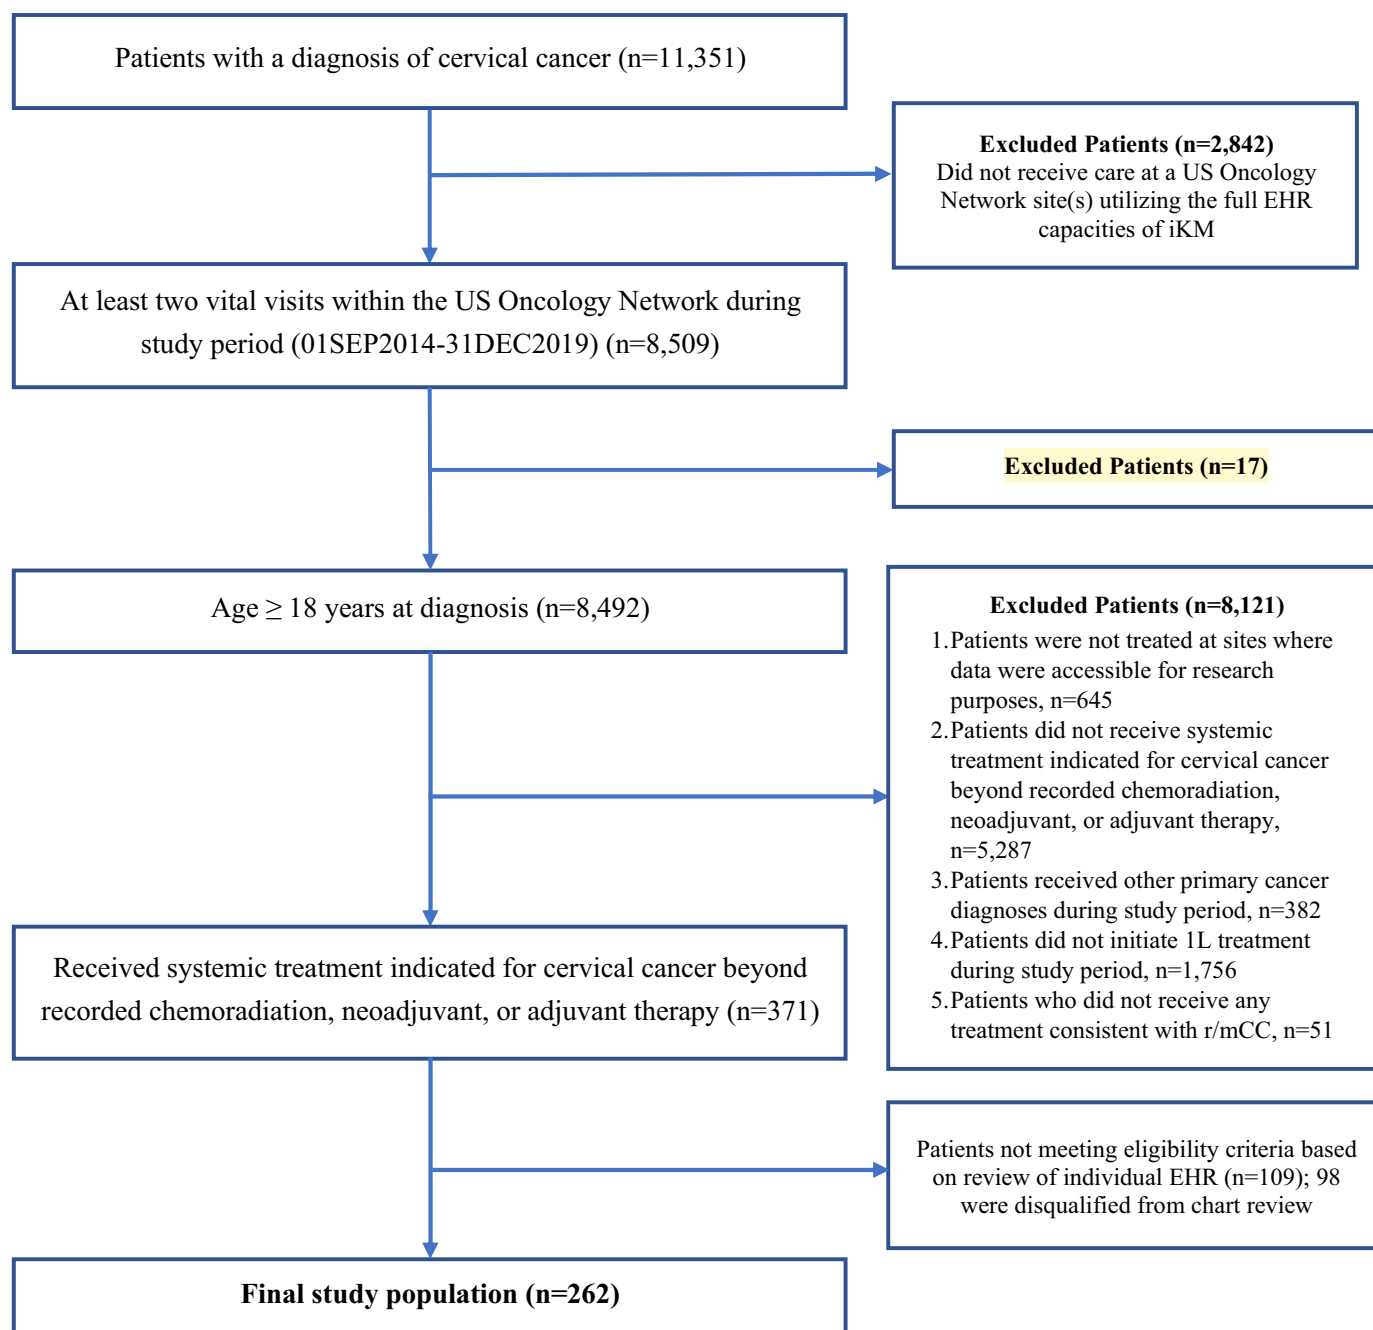 Patients with a diagnosis of cervical cancer (n=11,351)
Excluded Patients (n=2,842)
Did not receive care at a US Oncology
Network site(s) utilizing the full EHR
capacities of iKM
At least two vital visits within the US Oncology Network during
study period (01SEP2014-31DEC2019) (n=8,509)
Excluded Patients (n=17)
Age ≥ 18 years at diagnosis (n=8,492)
Excluded Patients (n=8,121)
1. Patients were not treated at sites where
data were accessible for research
purposes, n=645
2. Patients did not receive systemic
treatment indicated for cervical cancer
beyond recorded chemoradiation,
neoadjuvant, or adjuvant therapy,
n=5,287
3. Patients received other primary cancer
diagnoses during study period, n=382
4. Patients did not initiate 1L treatment
during study period, n=1,756
5. Patients who did not receive any
treatment consistent with r/mCC, n=51
Received systemic treatment indicated for cervical cancer beyond
recorded chemoradiation, neoadjuvant, or adjuvant therapy (n=371)
Patients not meeting eligibility criteria based
on review of individual EHR (n=109); 98
were disqualified from chart review
Final study population (n=262)